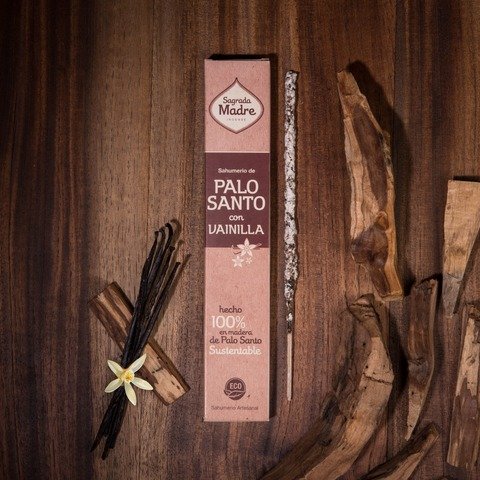 Sagrada
Madre
INCENSE
Sahumerio de
PALO
SANTO
con
VAINILLA
hecho
100%
en madera
de Palo Santo
Sustentable
ECO
Sahumerio Artesanal